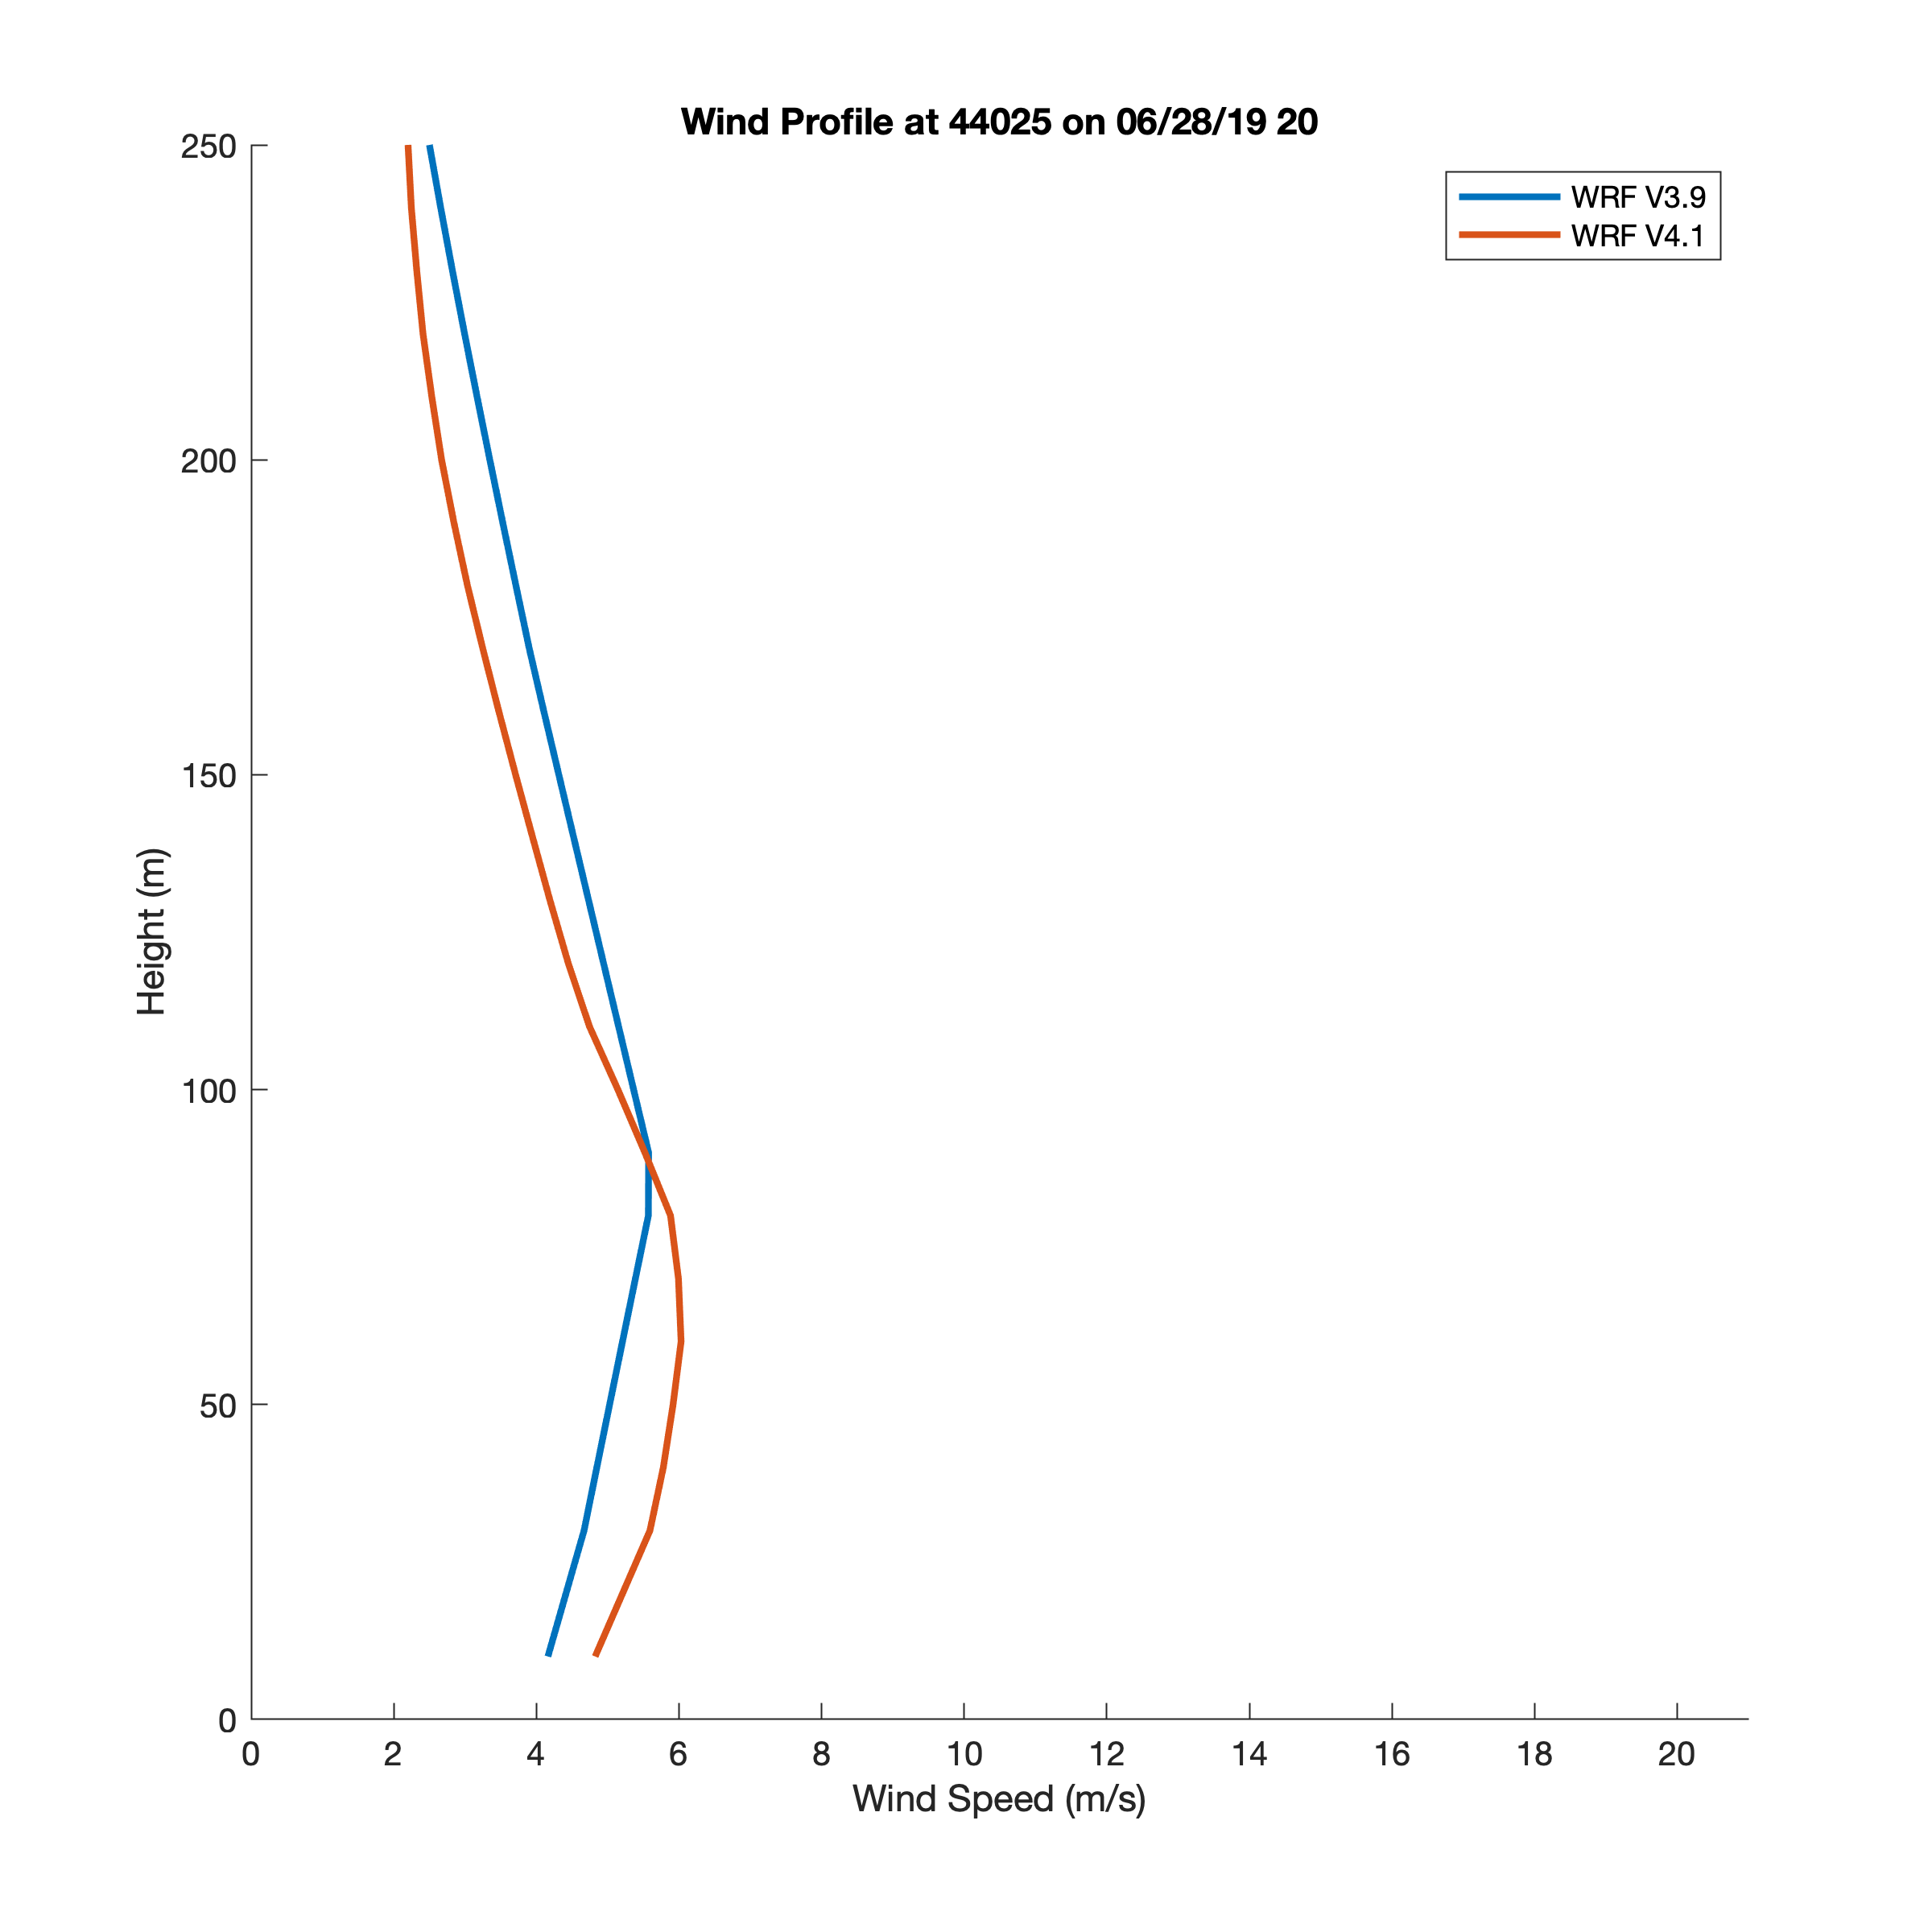 Wind Profile at 44025 on 06/28/19 20
WRF V3.9
WRF V4.1
250
200
150
100
50
0
Height (m)
0 2 4 6 8 10 12 14 16 18 20
Wind Speed (m/s)